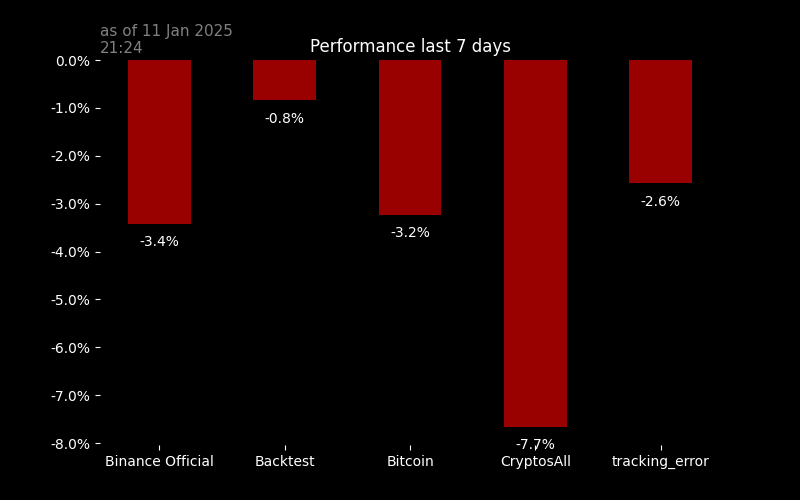 as of 11 Jan 2025
21:24
Performance last 7 days
0.0%
-1.0%
-2.0%
-3.0%
-4.0%
-5.0%
-6.0%
-7.0%
-8.0%
-3.4%
-0.8%
-3.2%
-7.7%
-2.6%
Binance Official
Backtest
Bitcoin
CryptosAll
tracking_error